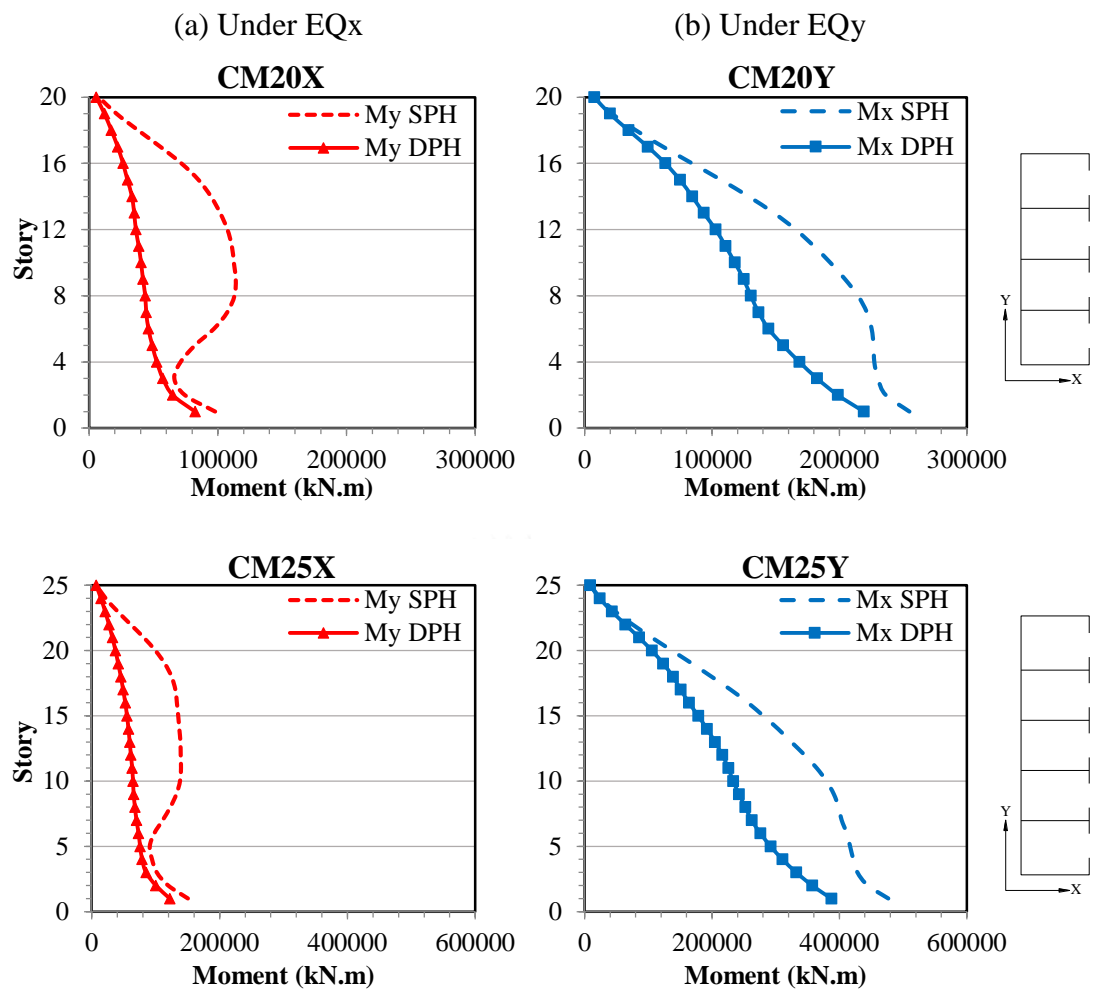 (a) Under EQx
(b) Under EQy
CM20X
My SPH
My DPH
20
16
12
8
4
0
Story
0 100000 200000 300000
Moment (kN.m)
CM20Y
Mx SPH
Mx DPH
20
16
12
8
4
0
0 100000 200000 300000
Moment (kN.m)
Y
X
CM25X
My SPH
My DPH
25
20
15
10
5
0
Story
0 200000 400000 600000
Moment (kN.m)
CM25Y
Mx SPH
Mx DPH
25
20
15
10
5
0
0 200000 400000 600000
Moment (kN.m)
Y
X